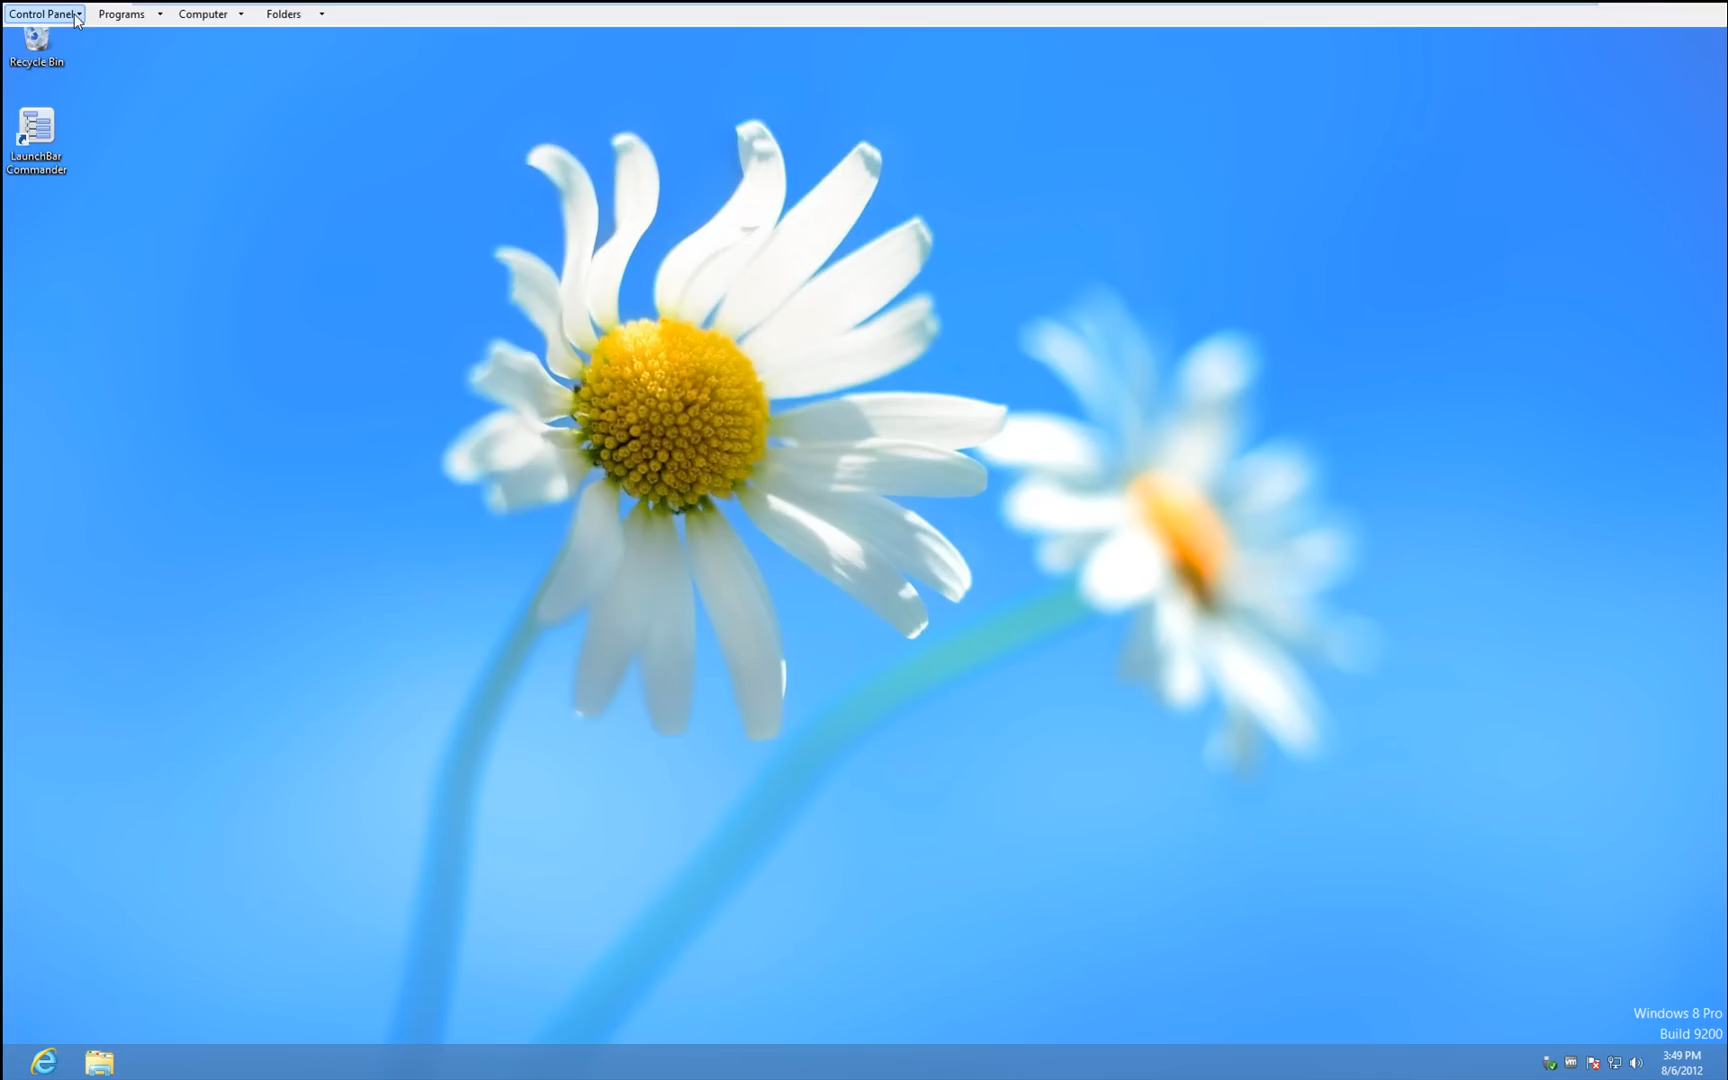 Control Panel Programs Computer Folders
Recycle Bin
LaunchBar
Commander
Windows 8 Pro
Build 9200
3:49 PM
8/6/2012